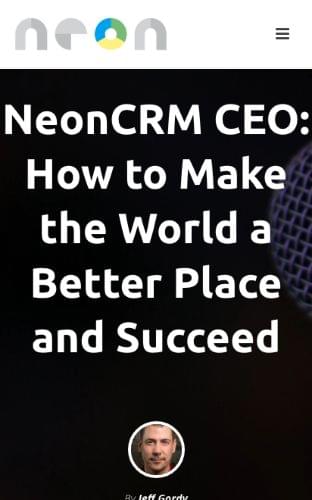 neon
NeonCRM CEO:
How to Make
the World a
Better Place
and Succeed
By Jeff Gordy